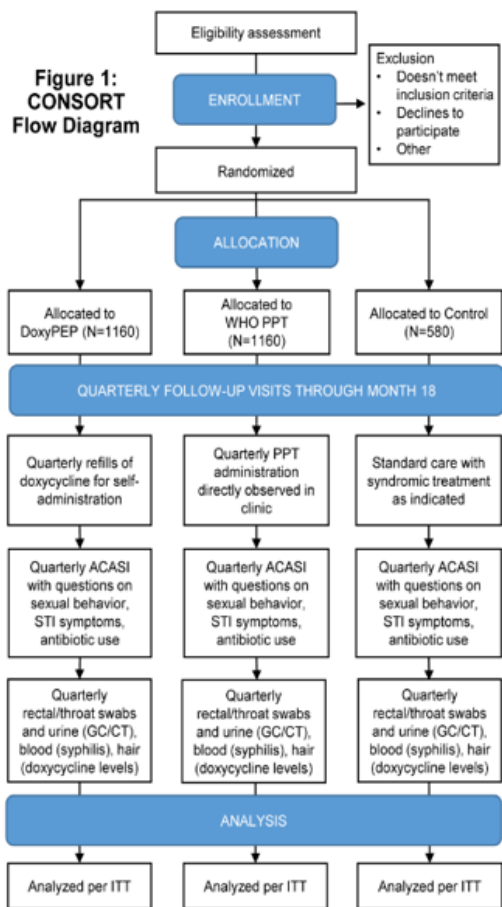 Eligibility assessment
Figure 1:
CONSORT
Flow Diagram
ENROLLMENT
Exclusion
• Doesn't meet
inclusion criteria
• Declines to
participate
• Other
Randomized
ALLOCATION
Allocated to
DoxyPEP (N=1160)
Allocated to
WHO PPT
(N=1160)
Allocated to Control
(N=580)
QUARTERLY FOLLOW-UP VISITS THROUGH MONTH 18
Quarterly refills of
doxycycline for self-
administration
Quarterly PPT
administration
directly observed in
clinic
Standard care with
syndromic treatment
as indicated
Quarterly ACASI
with questions on
sexual behavior,
STI symptoms,
antibiotic use
Quarterly ACASI
with questions on
sexual behavior,
STI symptoms,
antibiotic use
Quarterly ACASI
with questions on
sexual behavior,
STI symptoms,
antibiotic use
Quarterly
rectal/throat swabs
and urine (GC/CT),
blood (syphilis), hair
(doxycycline levels)
Quarterly
rectal/throat swabs
and urine (GC/CT),
blood (syphilis), hair
(doxycycline levels)
Quarterly
rectal/throat swabs
and urine (GC/CT),
blood (syphilis), hair
(doxycycline levels)
ANALYSIS
Analyzed per ITT
Analyzed per ITT
Analyzed per ITT